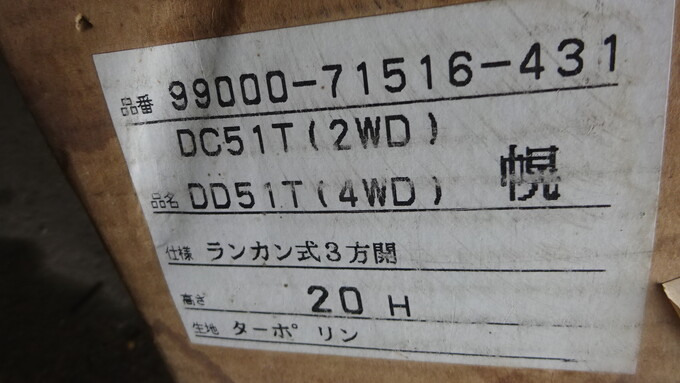 品番 99000-71516-431
DC51T(2WD)
品名 DD51T(4WD) 幌
仕様 ランカン式3方開
高さ 20 H
生地 ターポリン